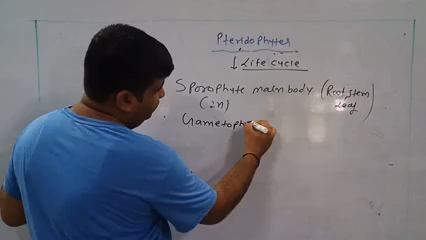 Pteridophytes
↓ Life cycle
Sporophyte main body (Root stem
(2n) Leaf)
Gametoph